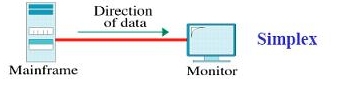 Direction
of data
Simplex
Mainframe
Monitor